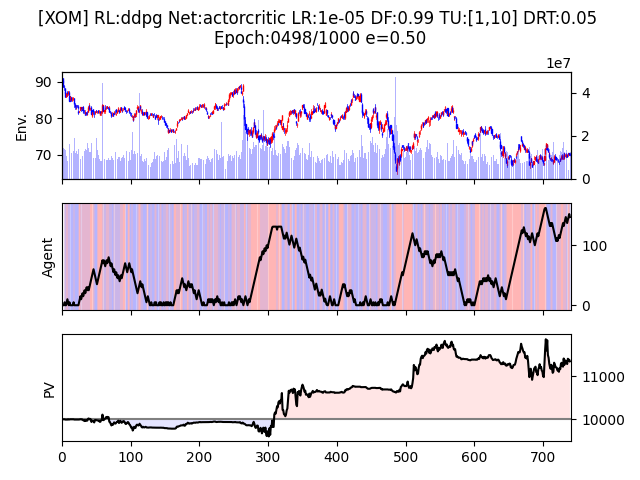 [XOM] RL:ddpg Net:actorcritic LR:1e-05 DF:0.99 TU:[1,10] DRT:0.05
Epoch:0498/1000 e=0.50
1e7
90
80
70
Env.
4
2
0
Agent
100
0
PV
11000
10000
0 100 200 300 400 500 600 700